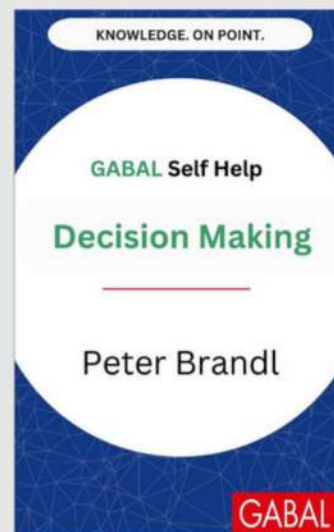 KNOWLEDGE. ON POINT.
GABAL Self Help
Decision Making
Peter Brandl
GABAL